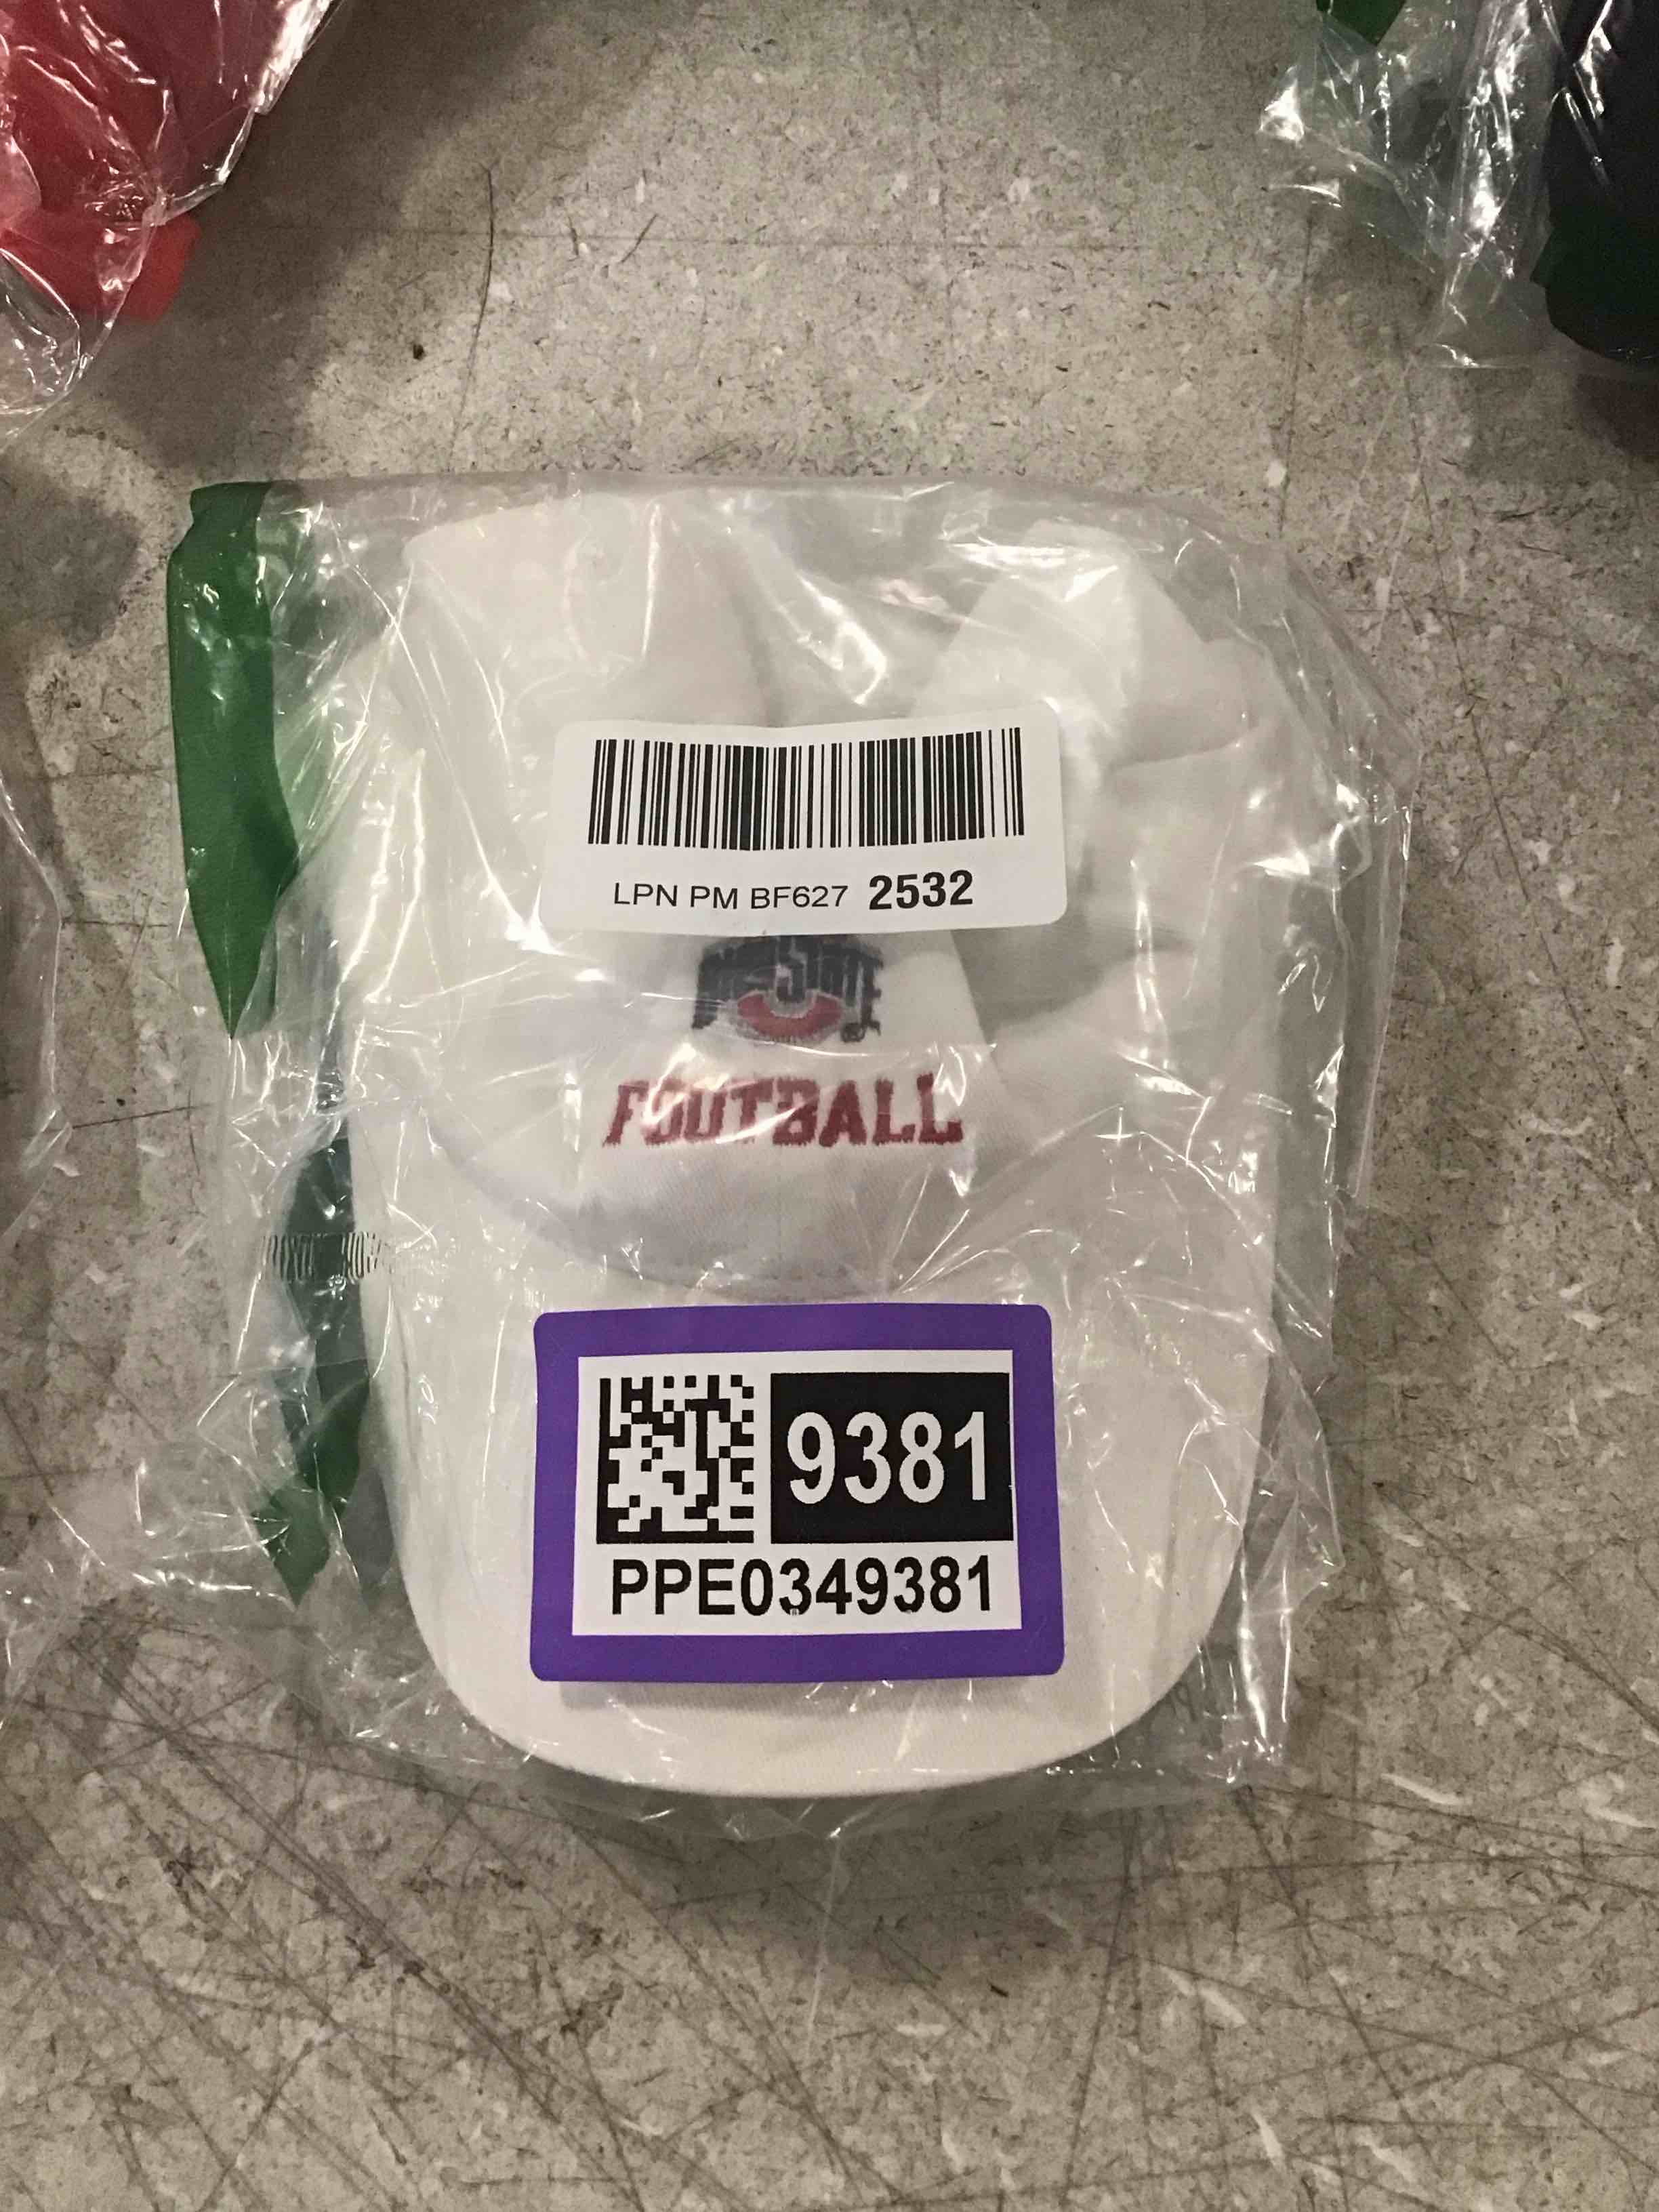 LPN PM BF627 2532
FOOTBALL
9381
PPE0349381